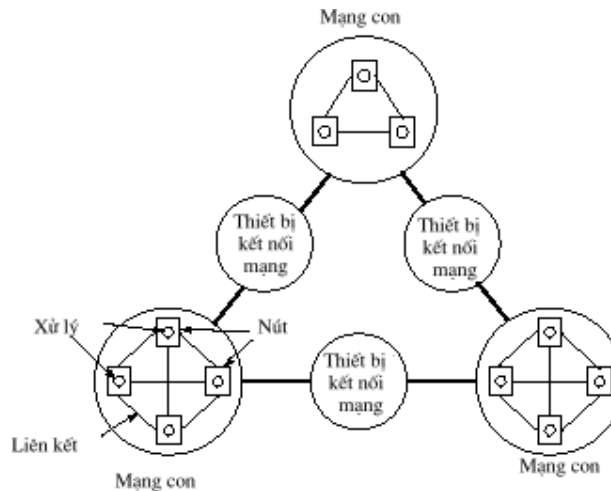 Mạng con
Thiết bị
kết nối
mạng
Thiết bị
kết nối
mạng
Xử lý
Nút
Thiết bị
kết nối
mạng
Liên kết
Mạng con
Mạng con